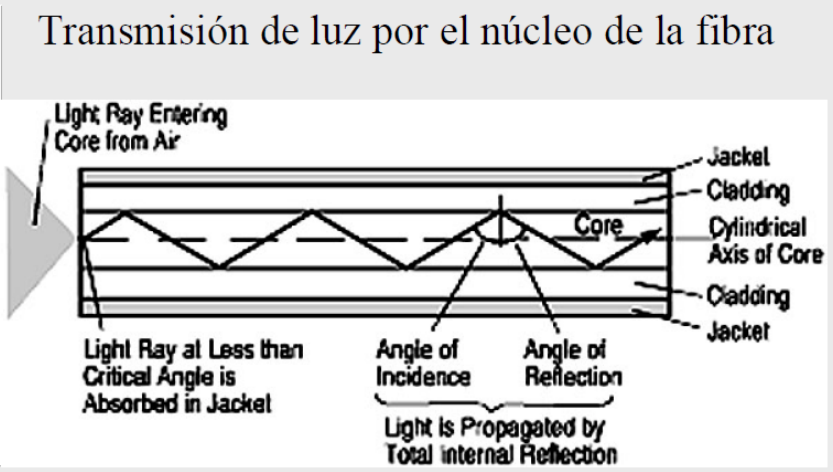 Transmisión de luz por el núcleo de la fibra
Light Ray Entering
Core from Air
Jacket
Cladding
Core
Cylindrical
Axis of Core
Cladding
Jacket
Light Ray at Less than
Critical Angle is
Absorbed in Jacket
Angle of
Incidence
Angle of
Reflection
Light is Propagated by
Total internal Reflection